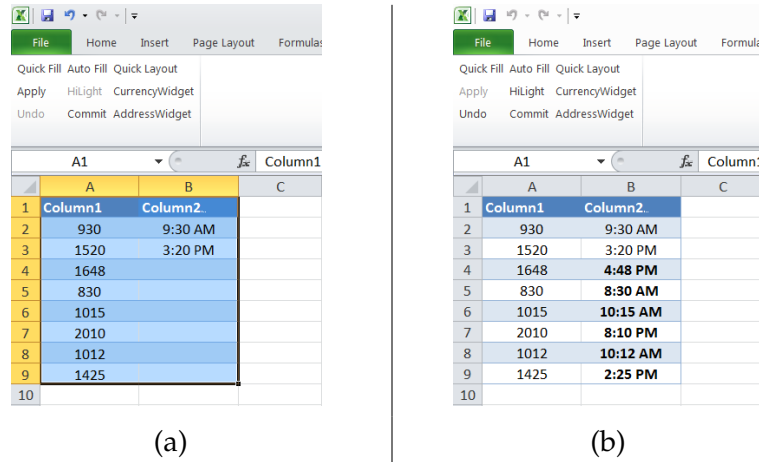 File Home Insert Page Layout Formulas
Quick Fill Auto Fill Quick Layout
Apply HiLight CurrencyWidget
Undo Commit AddressWidget
A1 fx Column1
A B C
1 Column1 Column2..
2 930 9:30 AM
3 1520 3:20 PM
4 1648
5 830
6 1015
7 2010
8 1012
9 1425
10
(a)
File Home Insert Page Layout Formula
Quick Fill Auto Fill Quick Layout
Apply HiLight CurrencyWidget
Undo Commit AddressWidget
A1 fx Column1
A B C
1 Column1 Column2..
2 930 9:30 AM
3 1520 3:20 PM
4 1648 4:48 PM
5 830 8:30 AM
6 1015 10:15 AM
7 2010 8:10 PM
8 1012 10:12 AM
9 1425 2:25 PM
10
(b)